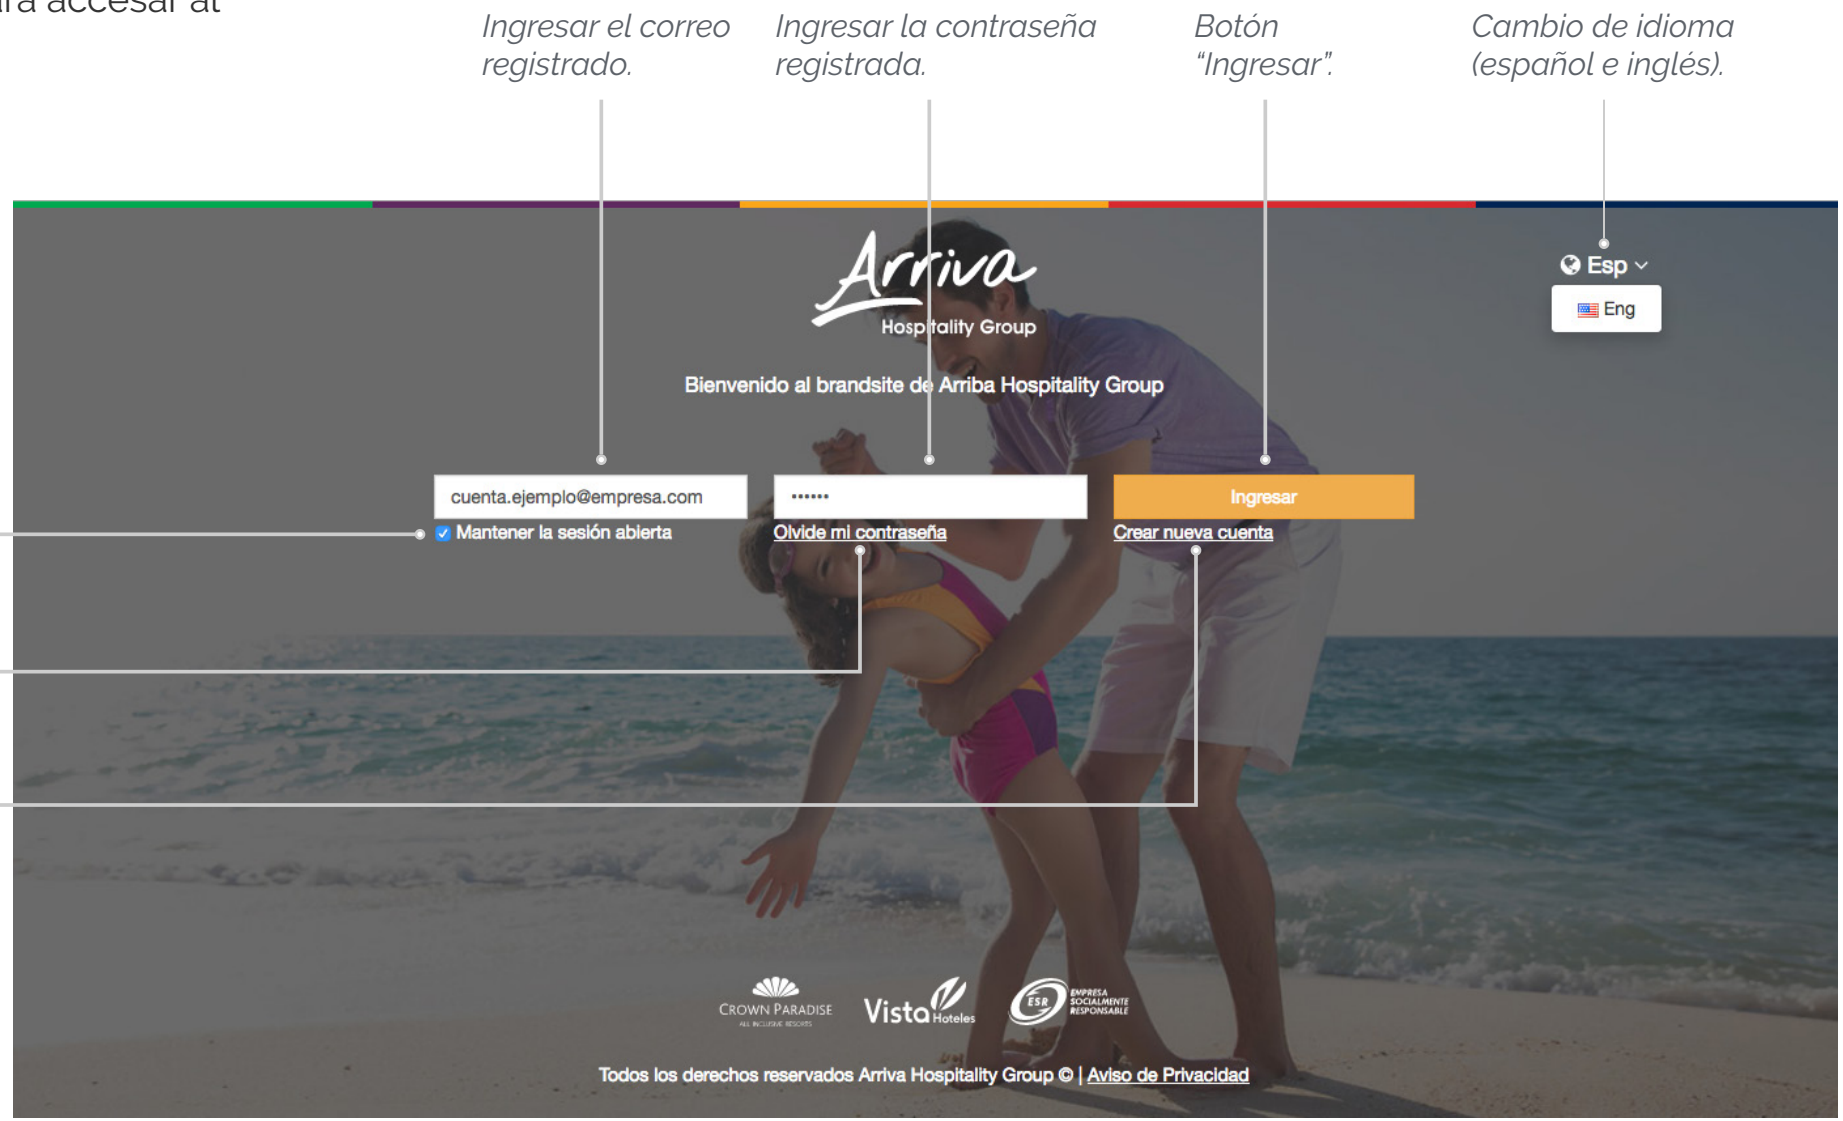 ra accesar al
Ingresar el correo
registrado.
Ingresar la contraseña
registrada.
Botón
“Ingresar”.
Cambio de idioma
(español e inglés).
Arriva
Hospitality Group
Esp
Eng
Bienvenido al brandsite de Arriba Hospitality Group
cuenta.ejemplo@empresa.com
••••••
Ingresar
Mantener la sesión abierta
Olvide mi contraseña
Crear nueva cuenta
CROWN PARADISE
ALL INCLUSIVE RESORTS
Vista
Hoteles
ESR
EMPRESA
SOCIALMENTE
RESPONSABLE
Todos los derechos reservados Arriva Hospitality Group © | Aviso de Privacidad